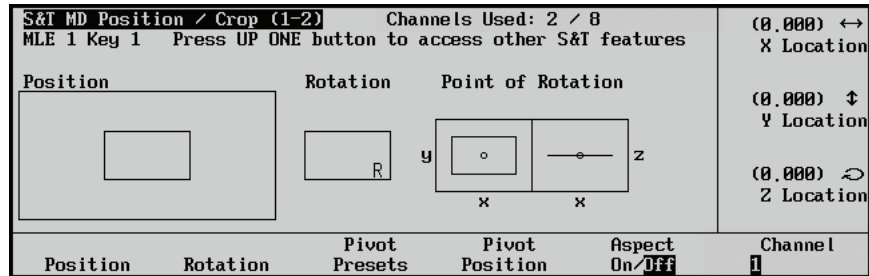 S&T MD Position / Crop (1-2) Channels Used: 2 / 8
MLE 1 Key 1 Press UP ONE button to access other S&T features
(0.000) ↔
X Location
Position Rotation Point of Rotation
(0.000) ↕
Y Location
R y z
(0.000)
Z Location
x x
Pivot Pivot Aspect Channel
Position Rotation Presets Position On/Off 1